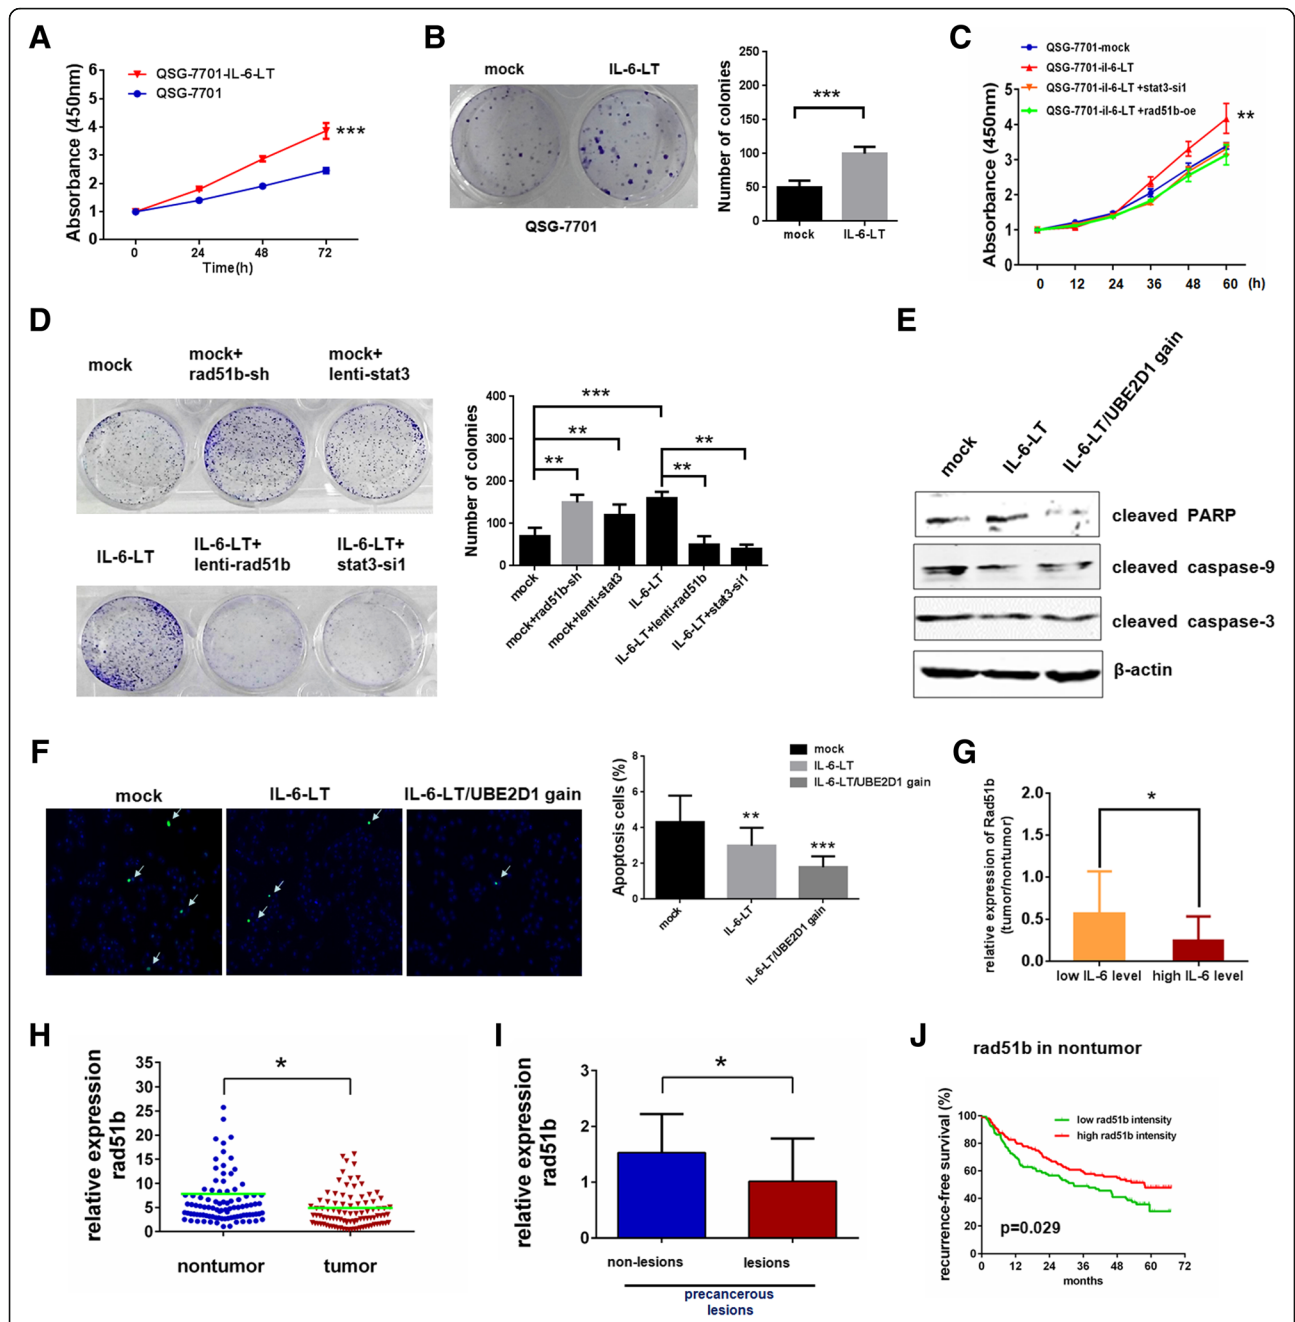 A
QSG-7701-IL-6-LT
QSG-7701
Absorbance (450nm)
6
5
4
3
2
1
0
***
0 24 48 72
Time(h)
B
mock IL-6-LT
QSG-7701
Number of colonies
250
200
150
100
50
0
***
mock IL-6-LT
C
QSG-7701-mock
QSG-7701-il-6-LT
QSG-7701-il-6-LT +stat3-si1
QSG-7701-il-6-LT +rad51b-oe
Absorbance (450nm)
5
4
3
2
1
0
**
0 12 24 36 48 60 (h)
D
mock
mock+
rad51b-sh
mock+
lenti-stat3
IL-6-LT
IL-6-LT+
lenti-rad51b
IL-6-LT+
stat3-si1
Number of colonies
400
300
200
100
0
***
**
**
**
**
mock
mock+rad51b-sh
mock+lenti-stat3
IL-6-LT
IL-6-LT+lenti-rad51b
IL-6-LT+stat3-si1
E
mock
IL-6-LT
IL-6-LT/UBE2D1 gain
cleaved PARP
cleaved caspase-9
cleaved caspase-3
β-actin
F
mock
IL-6-LT
IL-6-LT/UBE2D1 gain
mock
IL-6-LT
IL-6-LT/UBE2D1 gain
Apoptosis cells (%)
8
6
4
2
0
**
***
mock
IL-6-LT
IL-6-LT/UBE2D1 gain
G
relative expression of Rad51b
(tumor/nontumor)
2.0
1.5
1.0
0.5
0.0
*
low IL-6 level high IL-6 level
H
relative expression
rad51b
35
30
25
20
15
10
5
0
*
nontumor tumor
I
relative expression
rad51b
3
2
1
0
*
non-lesions lesions
precancerous
lesions
J
rad51b in nontumor
recurrence-free survival (%)
100
80
60
40
20
0
low rad51b intensity
high rad51b intensity
p=0.029
0 12 24 36 48 60 72
months